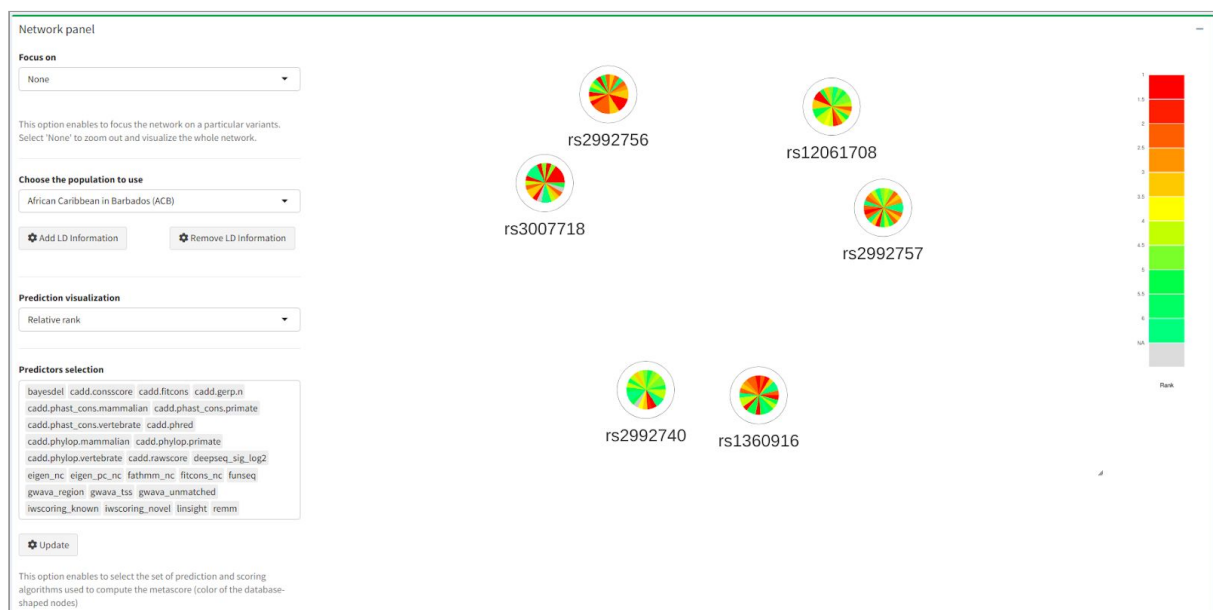 Network panel
Focus on
None
This option enables to focus the network on a particular variants.
Select 'None' to zoom out and visualize the whole network.
Choose the population to use
African Caribbean in Barbados (ACB)
Add LD Information
Remove LD Information
Prediction visualization
Relative rank
Predictors selection
bayesdel cadd.consscore cadd.fitcons cadd.gerp.n
cadd.phast_cons.mammalian cadd.phast_cons.primate
cadd.phast_cons.vertebrate cadd.phred
cadd.phylop.mammalian cadd.phylop.primate
cadd.phylop.vertebrate cadd.rawscore deepseq_sig_log2
eigen_nc eigen_pc_nc fathmm_nc fitcons_nc funseq
gwava_region gwava_tss gwava_unmatched
iwscoring_known iwscoring_novel linsight remm
Update
This option enables to select the set of prediction and scoring
algorithms used to compute the metascore (color of the database-
shaped nodes)
rs2992756
rs12061708
rs3007718
rs2992757
rs2992740
rs1360916
1
1.5
2
2.5
3
3.5
4
4.5
5
5.5
6
NA
Rank